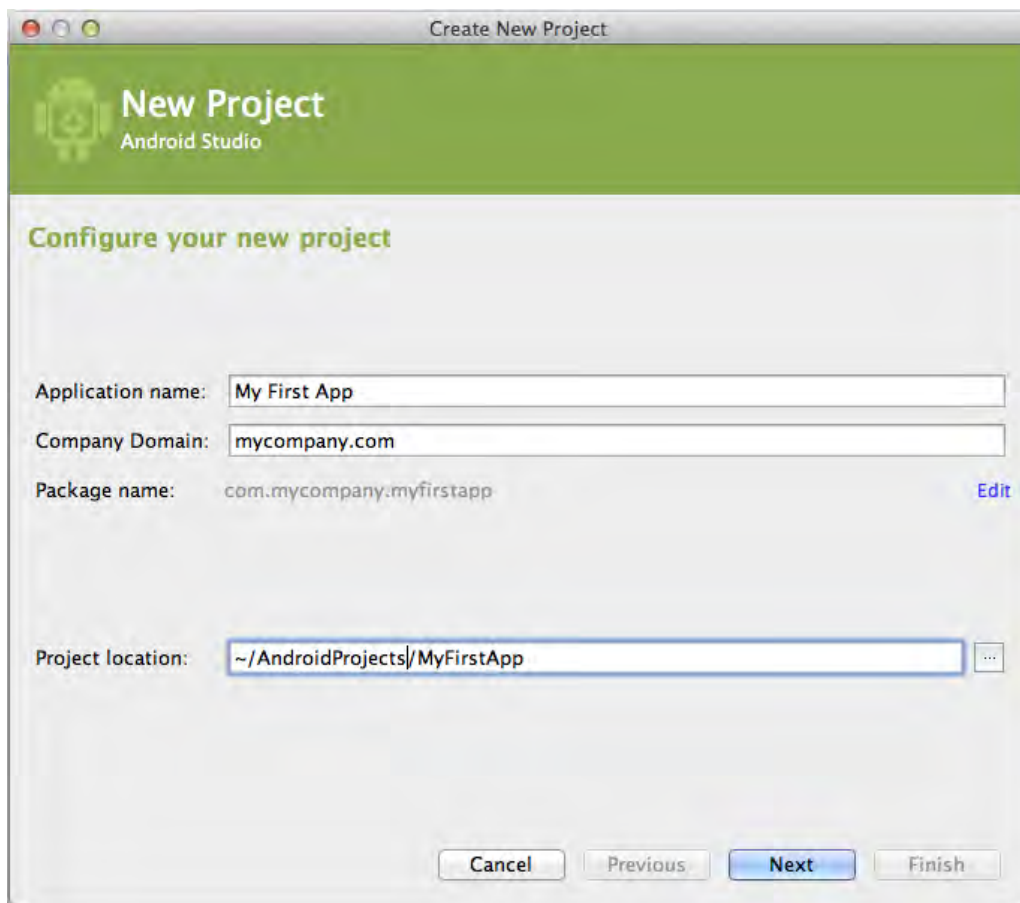 Create New Project
New Project
Android Studio
Configure your new project
Application name: My First App
Company Domain: mycompany.com
Package name: com.mycompany.myfirstapp Edit
Project location: ~/AndroidProjects/MyFirstApp ...
Cancel Previous Next Finish